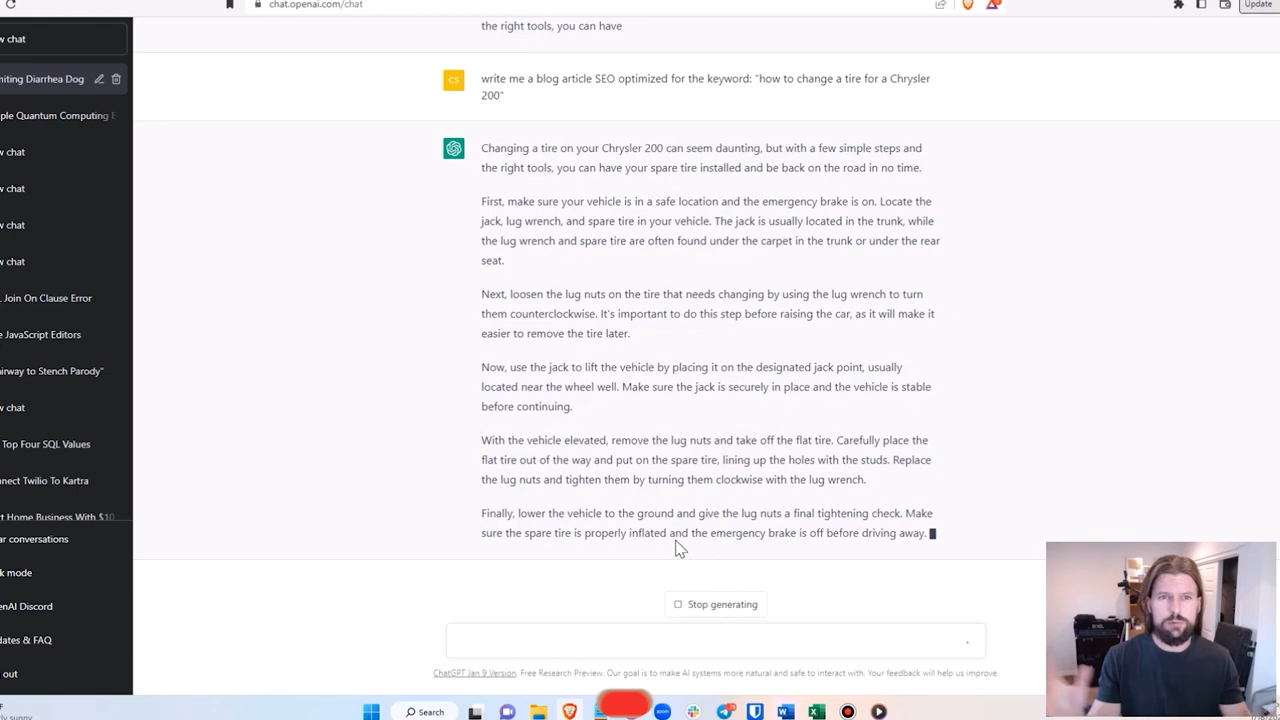 chat.openai.com/chat
Update
the right tools, you can have
w chat
niting Diarrhea Dog
ple Quantum Computing E
w chat
w chat
w chat
w chat
Join On Clause Error
e JavaScript Editors
airway to Stench Parody"
w chat
Top Four SQL Values
nnect Twilio To Kartra
rt Home Business With $10
ar conversations
k mode
enAI Discord
dates & FAQ
out
CS
write me a blog article SEO optimized for the keyword: "how to change a tire for a Chrysler
200"
Changing a tire on your Chrysler 200 can seem daunting, but with a few simple steps and
the right tools, you can have your spare tire installed and be back on the road in no time.
First, make sure your vehicle is in a safe location and the emergency brake is on. Locate the
jack, lug wrench, and spare tire in your vehicle. The jack is usually located in the trunk, while
the lug wrench and spare tire are often found under the carpet in the trunk or under the rear
seat.
Next, loosen the lug nuts on the tire that needs changing by using the lug wrench to turn
them counterclockwise. It's important to do this step before raising the car, as it will make it
easier to remove the tire later.
Now, use the jack to lift the vehicle by placing it on the designated jack point, usually
located near the wheel well. Make sure the jack is securely in place and the vehicle is stable
before continuing.
With the vehicle elevated, remove the lug nuts and take off the flat tire. Carefully place the
flat tire out of the way and put on the spare tire, lining up the holes with the studs. Replace
the lug nuts and tighten them by turning them clockwise with the lug wrench.
Finally, lower the vehicle to the ground and give the lug nuts a final tightening check. Make
sure the spare tire is properly inflated and the emergency brake is off before driving away.
Stop generating
ChatGPT Jan 9 Version. Free Research Preview. Our goal is to make AI systems more natural and safe to interact with. Your feedback will help us improve.
Search
zoom